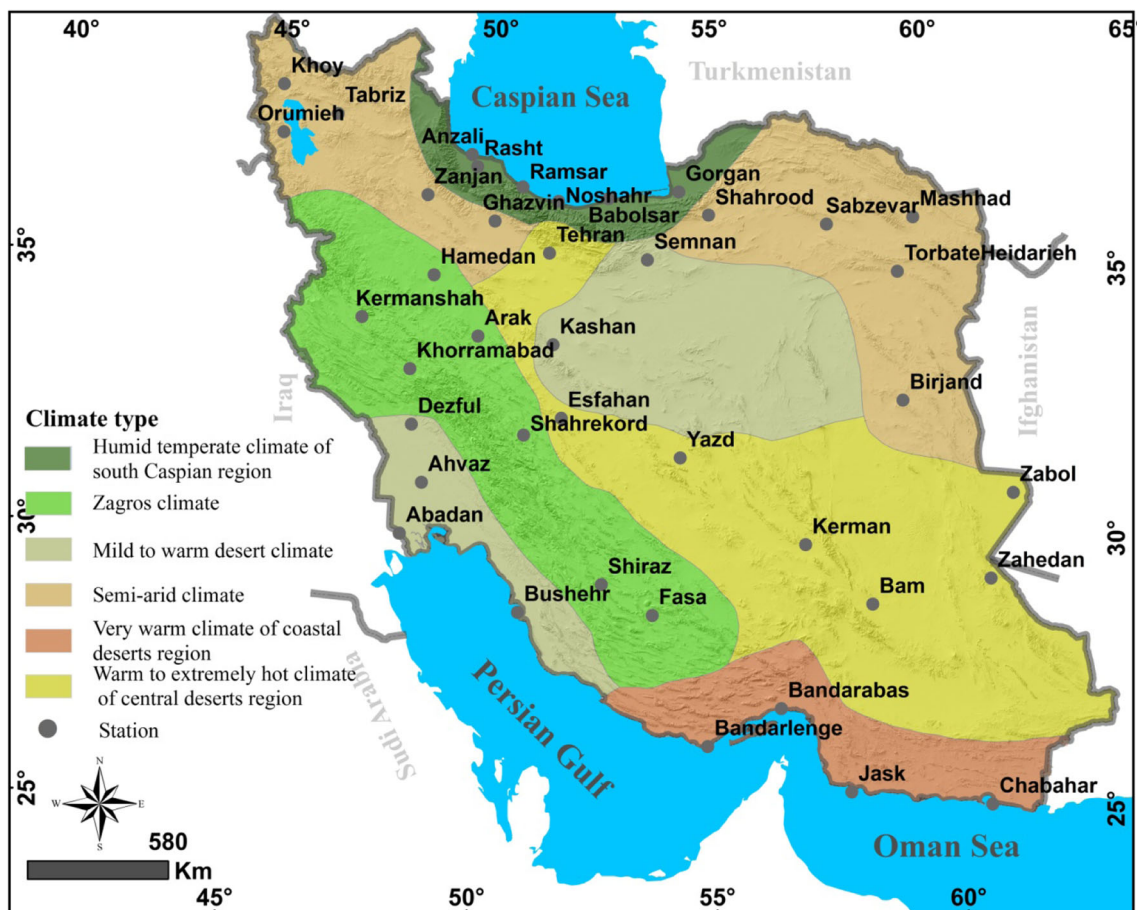 40° 45° 50° 55° 60° 65°
Turkmenistan
Khoy
Caspian Sea
Tabriz
Orumieh
Anzali
Rasht
Ramsar
Gorgan
Zanjan
Noshahr
Shahrood
Mashhad
Ghazvin
Babolsar
Sabzevar
Tehran
Semnan
35°
Hamedan
TorbateHeidarieh
35°
Kermanshah
Arak
Kashan
Khorramabad
Ifghanistan
Iraq
Birjand
Dezful
Esfahan
Shahrekord
Yazd
Ahvaz
Zabol
30°
Abadan
Kerman
30°
Zahedan
Shiraz
Bam
Bushehr
Fasa
Sudi Arabia
Persian Gulf
Bandarabas
Bandarlenge
25°
Jask
Chabahar
25°
Oman Sea
Climate type
Humid temperate climate of
south Caspian region
Zagros climate
Mild to warm desert climate
Semi-arid climate
Very warm climate of coastal
deserts region
Warm to extremely hot climate
of central deserts region
Station
N
W E
S
580
Km
45° 50° 55° 60°